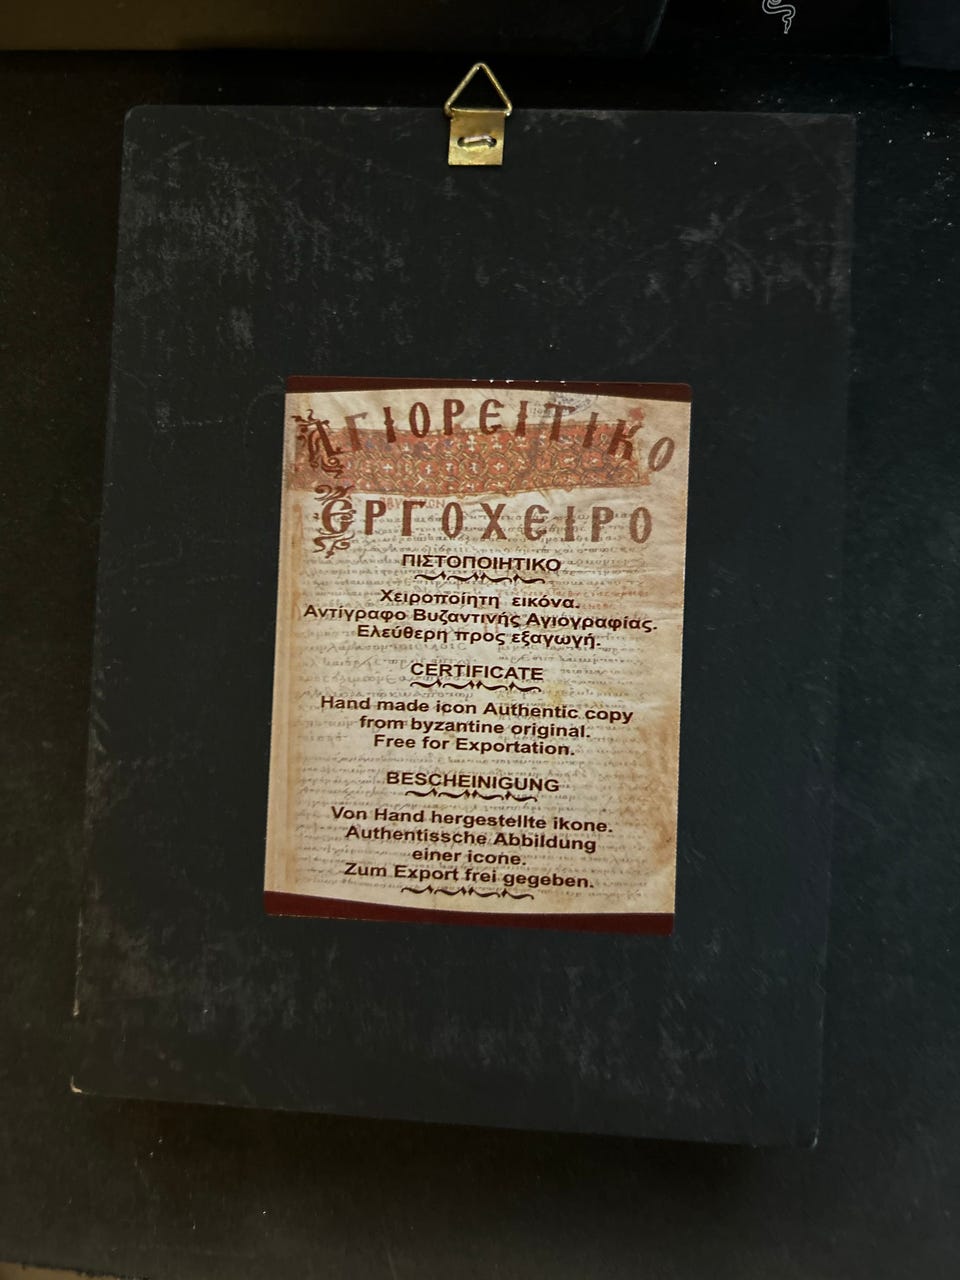 ΑΓΙΟΡΕΙΤΙΚΟ
ΕΡΓΟΧΕΙΡΟ
ΠΙΣΤΟΠΟΙΗΤΙΚΟ
Χειροποίητη εικόνα.
Αντίγραφο Βυζαντινής Αγιογραφίας.
Ελεύθερη προς εξαγωγή.
CERTIFICATE
Hand made icon Authentic copy
from byzantine original.
Free for Exportation.
BESCHEINIGUNG
Von Hand hergestellte ikone.
Authentissche Abbildung
einer icone.
Zum Export frei gegeben.